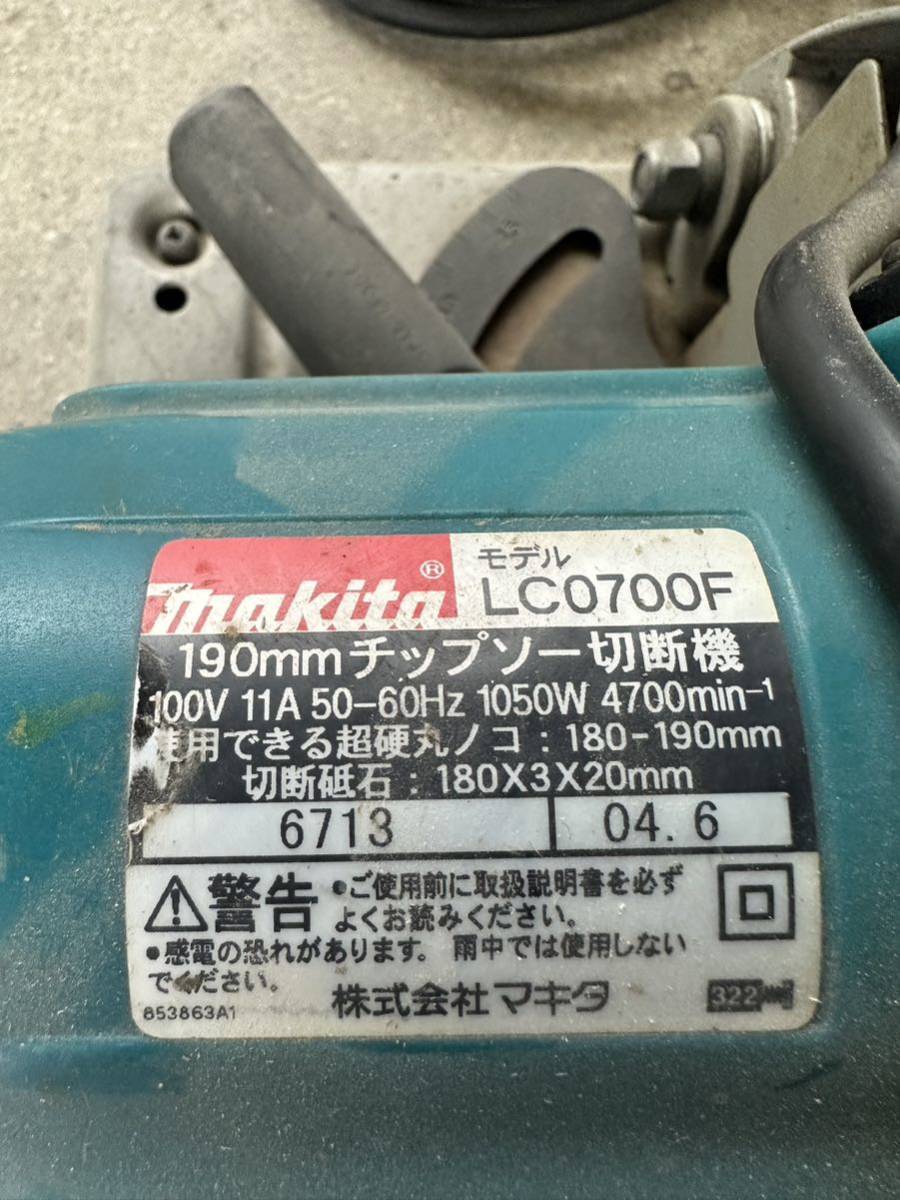 makita®
モデル
LC0700F
190mmチップソー切断機
100V 11A 50-60Hz 1050W 4700min⁻¹
使用できる超硬丸ノコ:180-190mm
切断砥石:180X3X20mm
6713 04.6
警告 •ご使用前に取扱説明書を必ず
よくお読みください。
•感電の恐れがあります。 雨中では使用しない
でください。
株式会社マキタ 322
853863A1